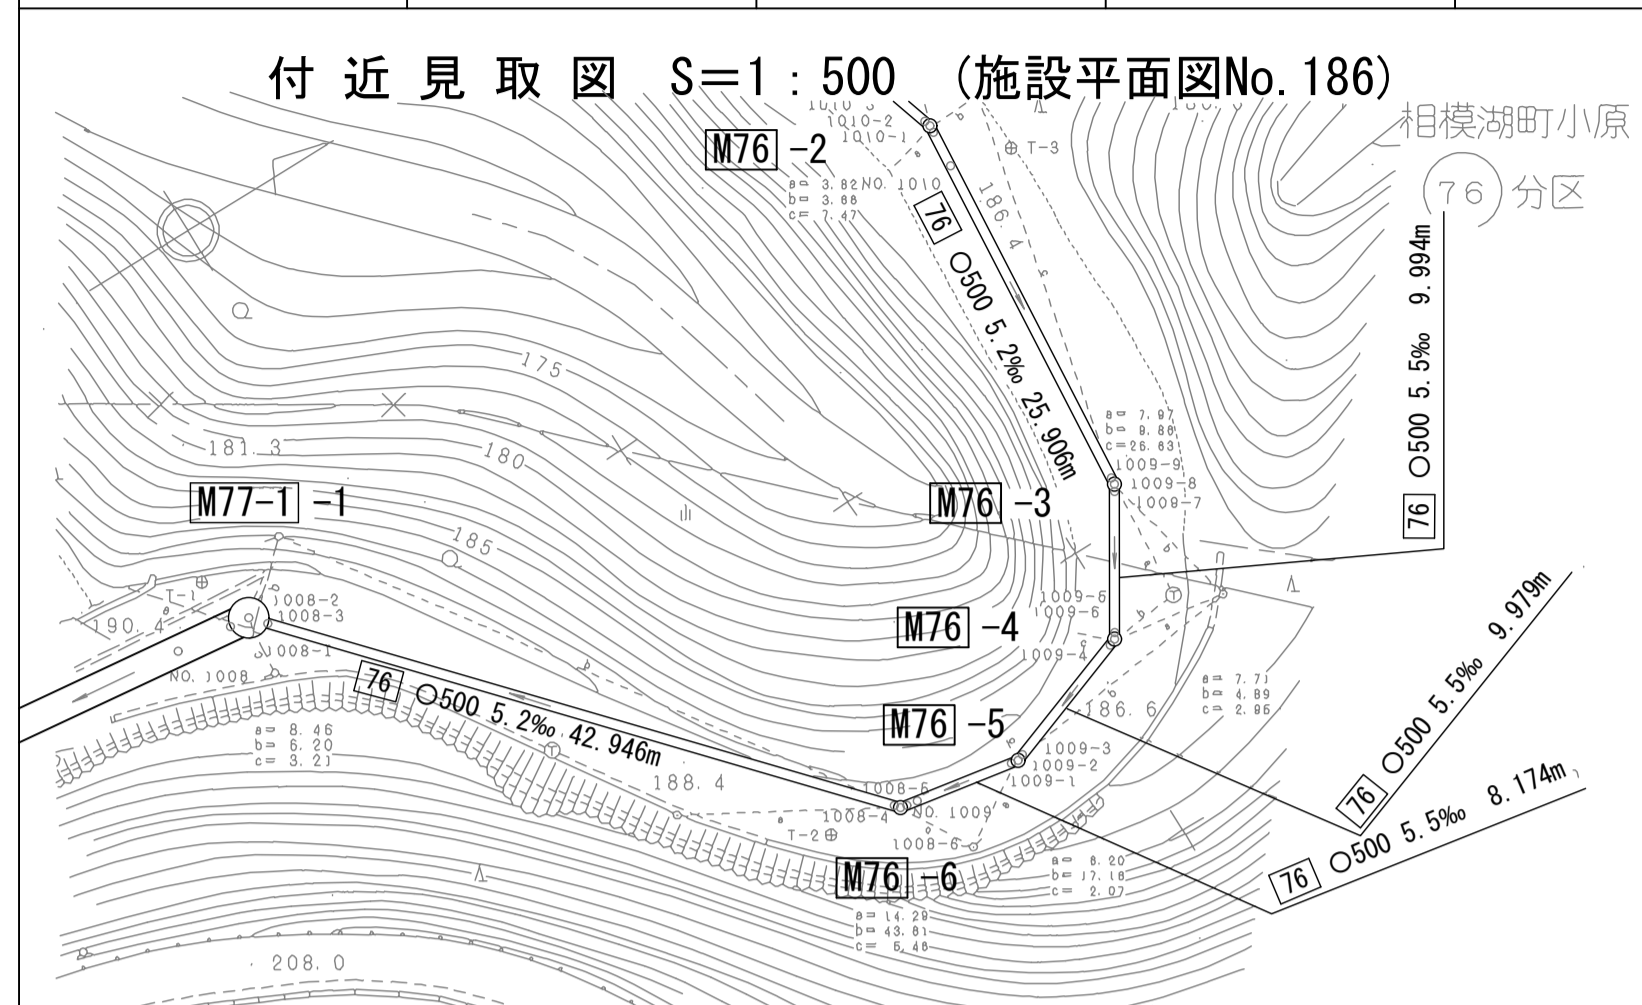 付近見取図 S=1:500 (施設平面図No.186)
相模湖町小原
76 分区
1010-2
1010-1
T-3
M76 -2
a= 3.82 NO. 1010
b= 3.88
c= 7.47
186.4
76 ○500 5.2‰ 25.906m
76 ○500 5.5‰ 9.994m
175
181.3
180
185
a= 7.97
b= 9.88
c=26.83
1009-9
1009-8
1009-7
M76 -3
M77-1 -1
T-1
1008-2
1008-3
190.4
1008-1
NO. 1008
1009-5
1009-6
M76 -4
1009-4
76 ○500 5.2‰ 42.946m
a= 7.71
b= 4.89
c= 2.96
186.6
M76 -5
76 ○500 5.5‰ 9.979m
a= 8.46
b= 6.20
c= 3.21
1009-3
1009-2
1009-1
188.4
1008-4
NO. 1009
T-2
1008-6
76 ○500 5.5‰ 8.174m
M76 -6
a= 8.20
b=17.18
c= 2.07
a= 14.29
b= 43.81
c= 5.48
208.0